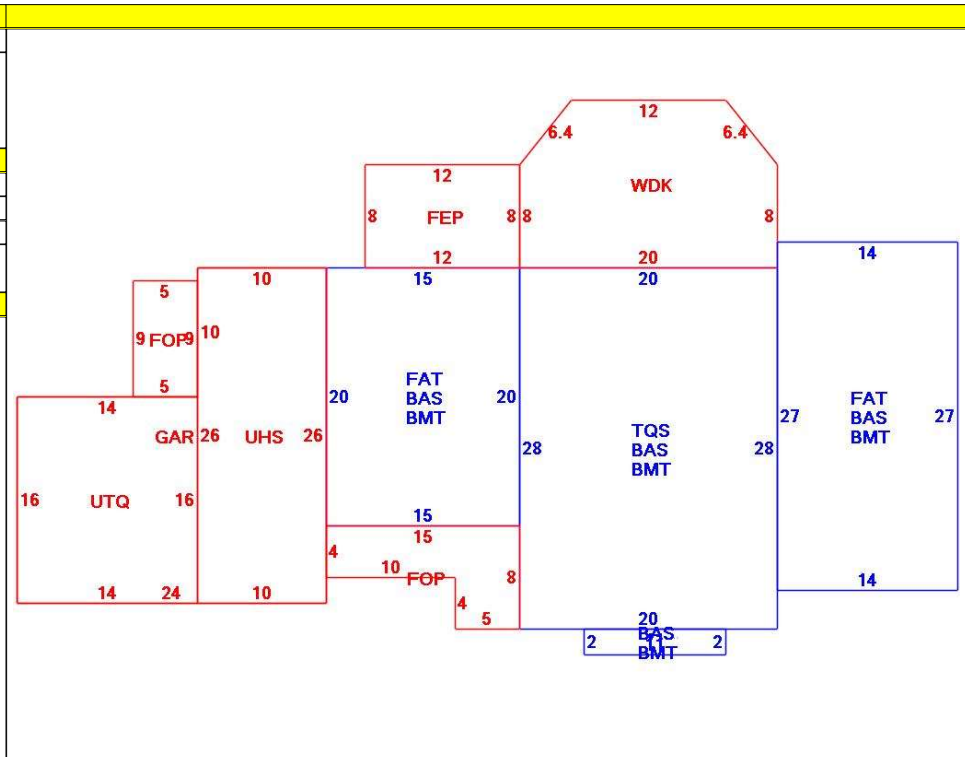 12
6.4 6.4
WDK
12
8 FEP 8 8 8
12 20
14
10 15 20
5
9 FOP 9 10
5
14
20 FAT 20
BAS
BMT
FAT
BAS
BMT
27 27
GAR 26 UHS 26
TQS
BAS
BMT
28 28
16 UTQ 16
15
15
4 10 FOP 8
4
5
14 24 10
14
20
BAS
2 11 2
BMT